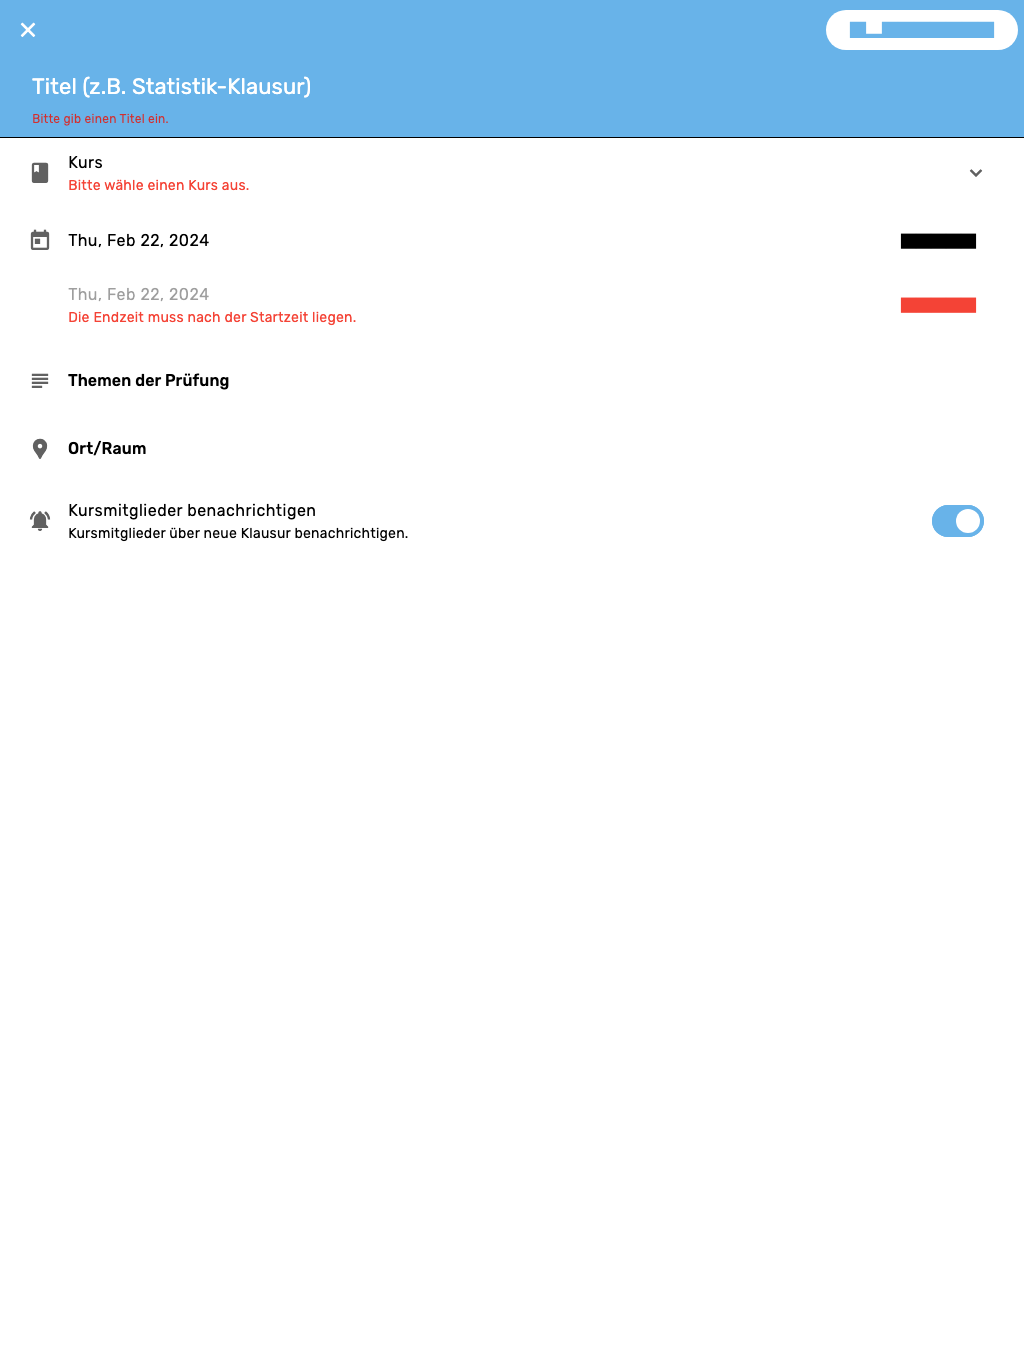 Titel (z.B. Statistik-Klausur)
Bitte gib einen Titel ein.
Kurs
Bitte wähle einen Kurs aus.
Thu, Feb 22, 2024
Thu, Feb 22, 2024
Die Endzeit muss nach der Startzeit liegen.
Themen der Prüfung
Ort/Raum
Kursmitglieder benachrichtigen
Kursmitglieder über neue Klausur benachrichtigen.